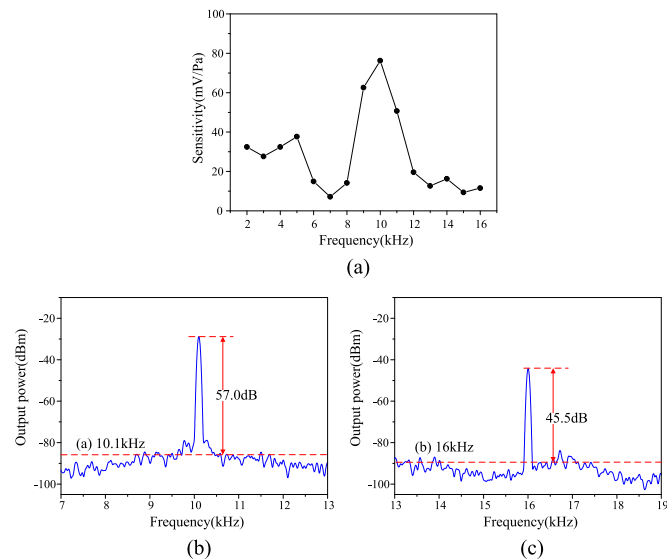 100
80
60
40
20
0
Sensitivity(mV/Pa)
2 4 6 8 10 12 14 16
Frequency(kHz)
(a)
-20
-40
-60
-80
-100
Output power(dBm)
57.0dB
(a) 10.1kHz
7 8 9 10 11 12 13
Frequency(kHz)
(b)
-20
-40
-60
-80
-100
Output power(dBm)
45.5dB
(b) 16kHz
13 14 15 16 17 18 19
Frequency(kHz)
(c)